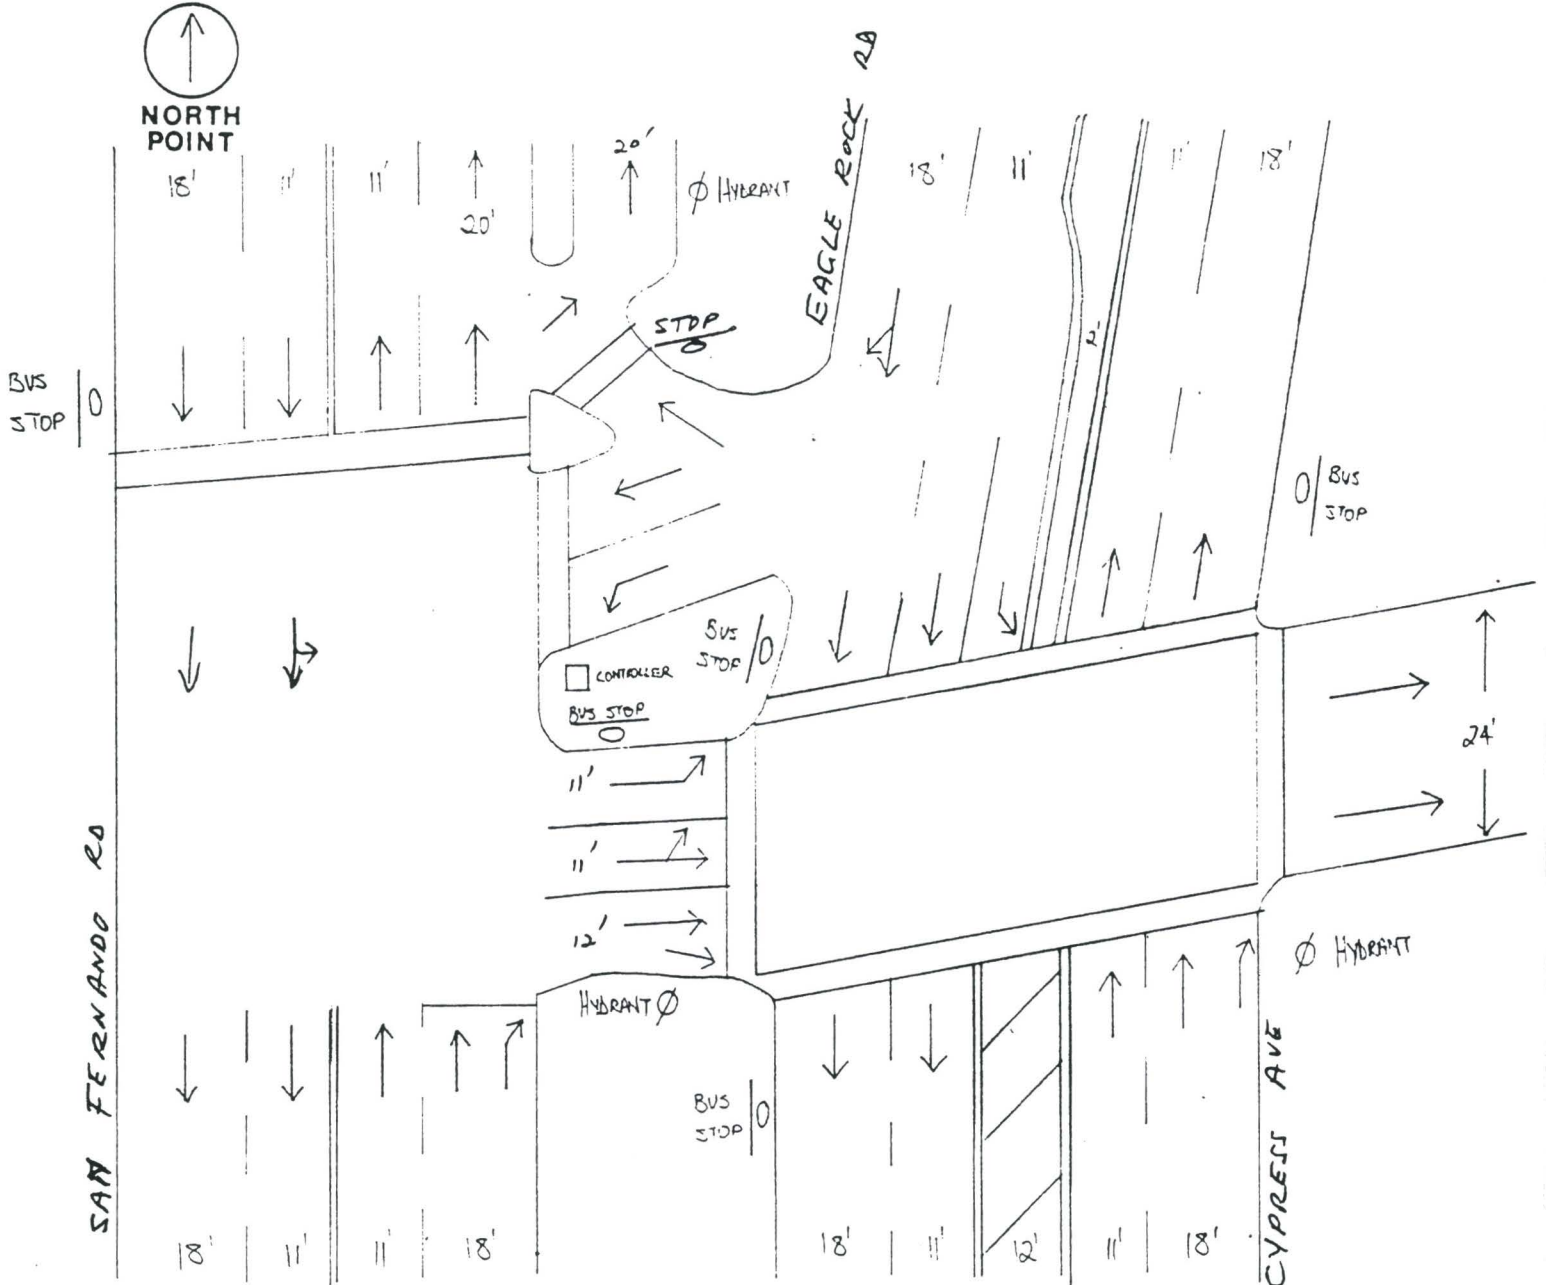 NORTH
POINT
18'
11'
11'
20'
20'
Ø HYDRANT
EAGLE ROCK RD
18'
11'
12'
11'
18'
STOP
BUS
STOP
BUS
STOP
BUS
STOP
CONTROLLER
BUS STOP
24'
11'
11'
12'
HYDRANT Ø
Ø HYDRANT
SAN FERNANDO RD
BUS
STOP
CYPRESS AVE
18'
11'
11'
18'
18'
11'
12'
11'
18'